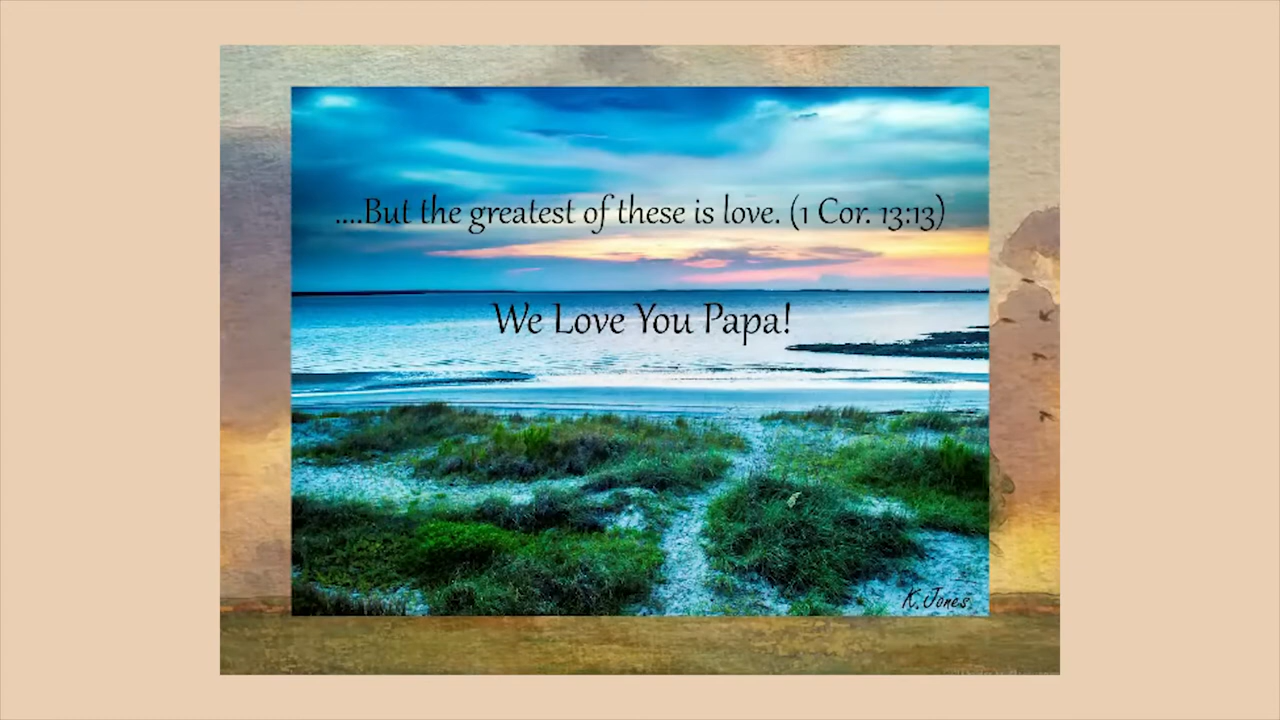 ....But the greatest of these is love. (1 Cor. 13:13)
We Love You Papa!
K. Jones